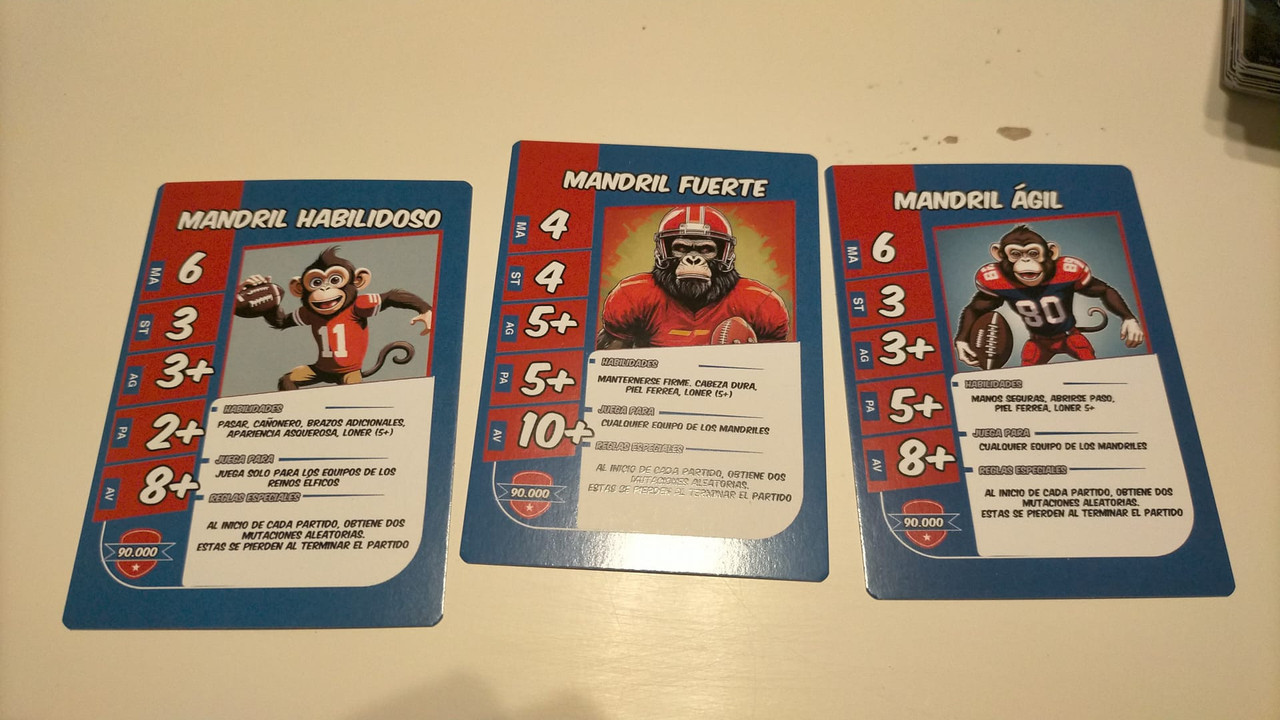 MANDRIL HABILIDOSO
MA 6
ST 3
AG 3+
PA 2+
AV 8+
11
HABILIDADES
PASAR, CAÑONERO, BRAZOS ADICIONALES,
APARIENCIA ASQUEROSA, LONER (5+)
JUEGA PARA
JUEGA SOLO PARA LOS EQUIPOS DE LOS
REINOS ELFICOS
REGLAS ESPECIALES
AL INICIO DE CADA PARTIDO, OBTIENE DOS
MUTACIONES ALEATORIAS.
ESTAS SE PIERDEN AL TERMINAR EL PARTIDO
90.000
MANDRIL FUERTE
MA 4
ST 4
AG 5+
PA 5+
AV 10+
HABILIDADES
MANTERNERSE FIRME, CABEZA DURA,
PIEL FERREA, LONER (5+)
JUEGA PARA
CUALQUIER EQUIPO DE LOS MANDRILES
REGLAS ESPECIALES
AL INICIO DE CADA PARTIDO, OBTIENE DOS
MUTACIONES ALEATORIAS.
ESTAS SE PIERDEN AL TERMINAR EL PARTIDO
90.000
MANDRIL ÁGIL
MA 6
ST 3
AG 3+
PA 5+
AV 8+
80
HABILIDADES
MANOS SEGURAS, ABRIRSE PASO,
PIEL FERREA, LONER 5+
JUEGA PARA
CUALQUIER EQUIPO DE LOS MANDRILES
REGLAS ESPECIALES
AL INICIO DE CADA PARTIDO, OBTIENE DOS
MUTACIONES ALEATORIAS.
ESTAS SE PIERDEN AL TERMINAR EL PARTIDO
90.000